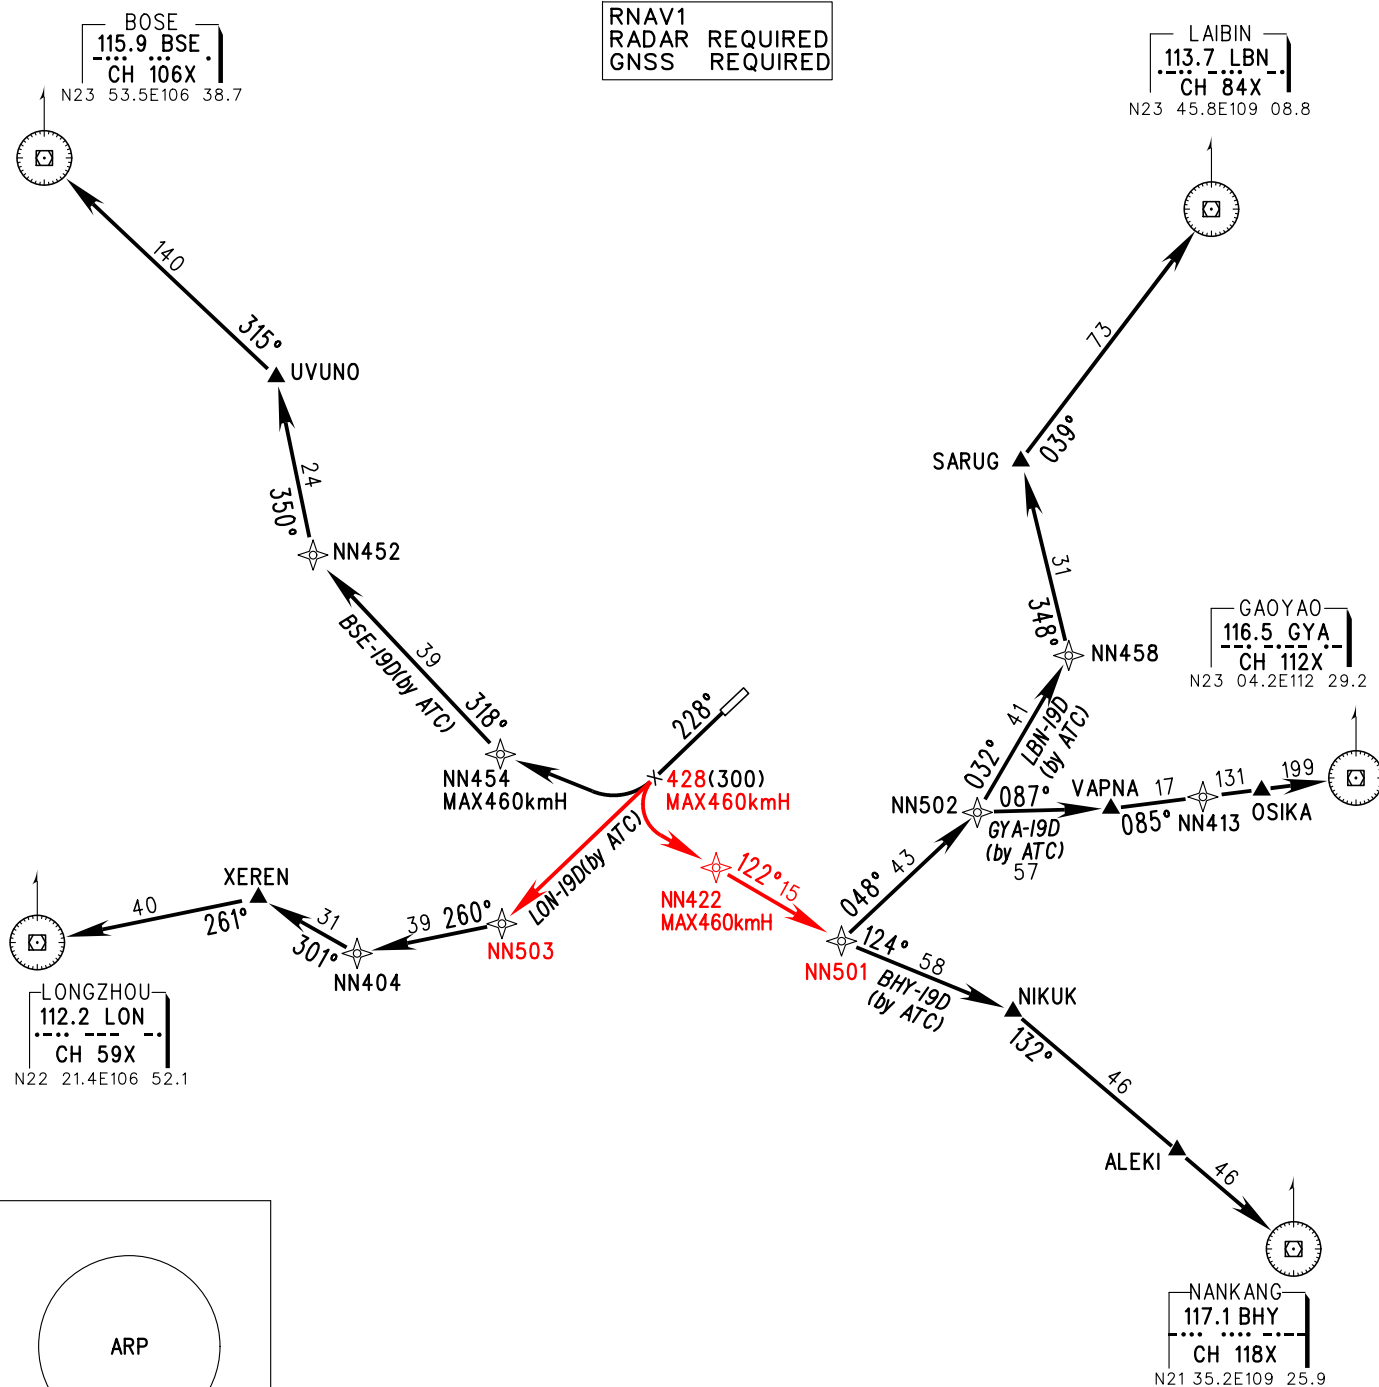 RNAV1
RADAR REQUIRED
GNSS REQUIRED
BOSE
115.9 BSE
CH 106X
N23 53.5E106 38.7
LAIBIN
113.7 LBN
CH 84X
N23 45.8E109 08.8
140
315°
UVUNO
24
350°
NN452
39
BSE-19D(by ATC)
318°
NN454
MAX460kmH
228°
428(300)
MAX460kmH
73
039°
SARUG
31
348°
NN458
41
032°
LBN-19D
(by ATC)
GAOYAO
116.5 GYA
CH 112X
N23 04.2E112 29.2
NN502
087°
GYA-19D
(by ATC)
57
VAPNA
17
085°
NN413
131
OSIKA
199
LON-19D(by ATC)
NN422
MAX460kmH
122°
15
NN501
048°
43
124°
58
BHY-19D
(by ATC)
NIKUK
132°
46
ALEKI
46
NANKANG
117.1 BHY
CH 118X
N21 35.2E109 25.9
NN503
260°
39
NN404
301°
31
XEREN
261°
40
LONGZHOU
112.2 LON
CH 59X
N22 21.4E106 52.1
ARP